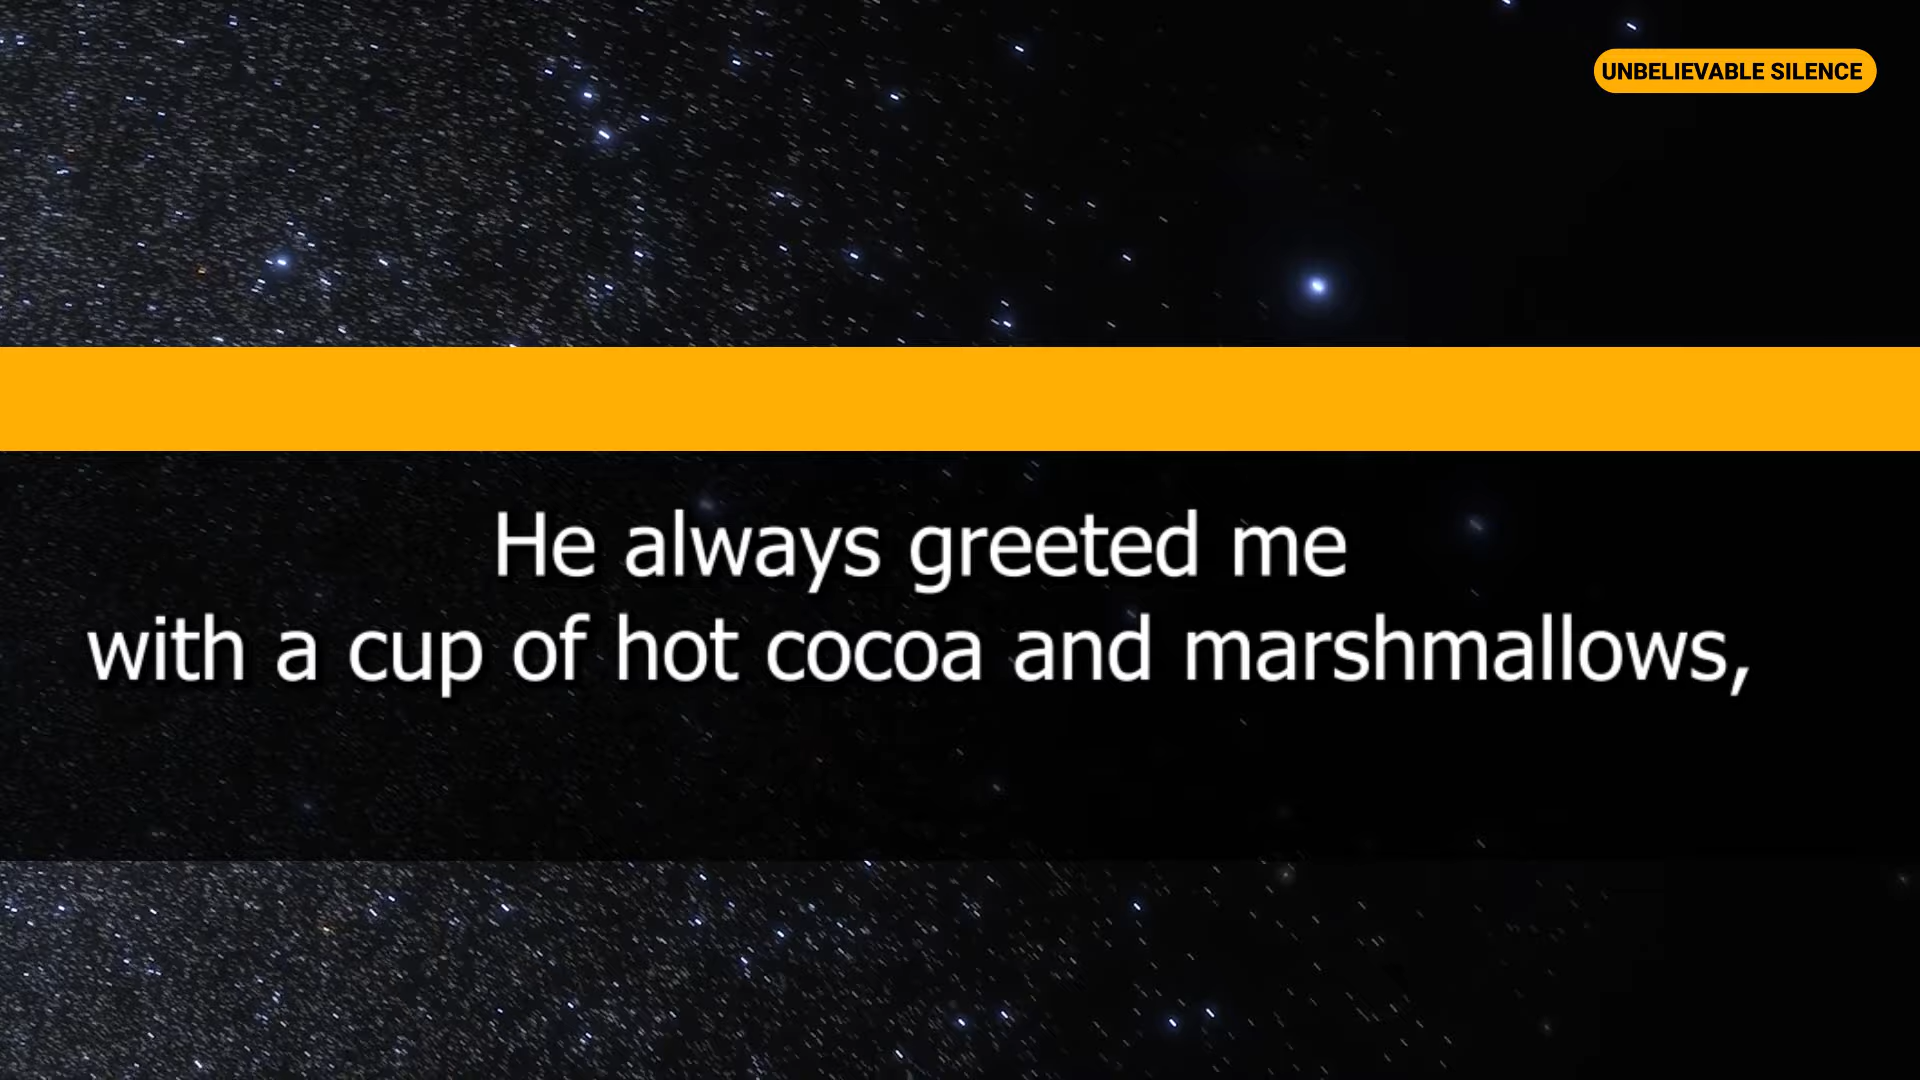 UNBELIEVABLE SILENCE
He always greeted me
with a cup of hot cocoa and marshmallows,